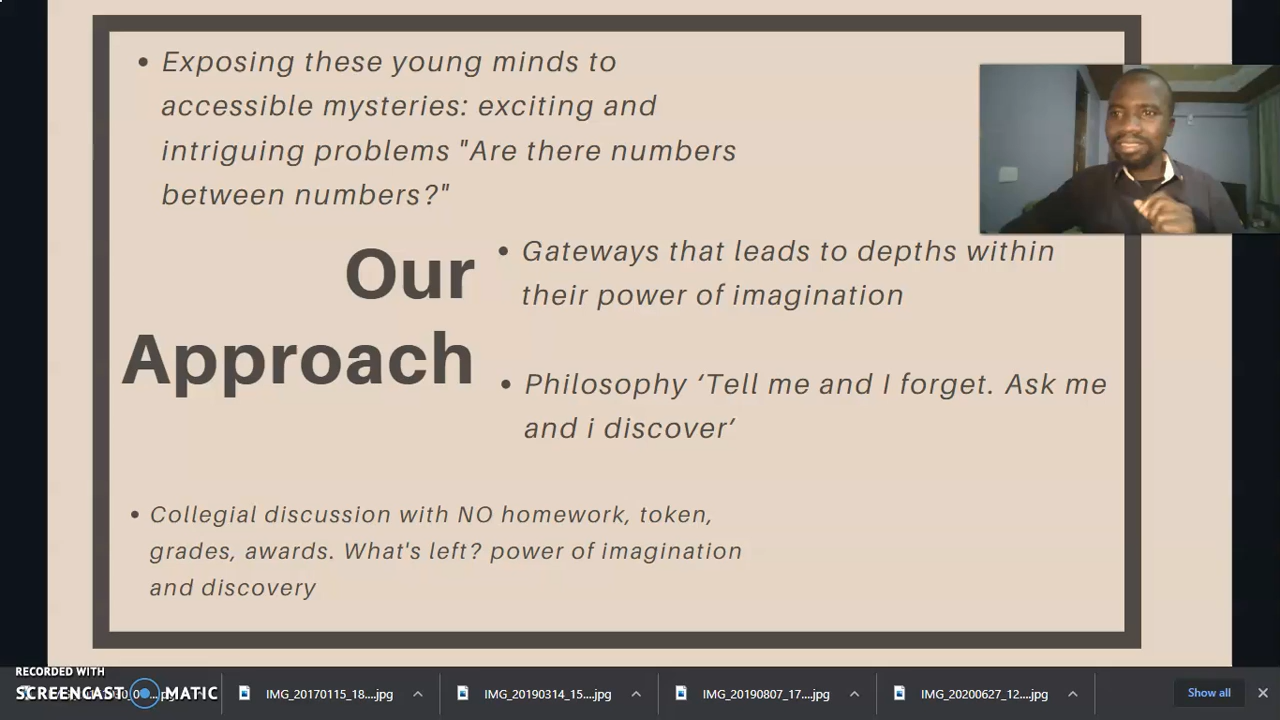 • Exposing these young minds to
accessible mysteries: exciting and
intriguing problems "Are there numbers
between numbers?"
Our
Approach
• Gateways that leads to depths within
their power of imagination
• Philosophy ‘Tell me and I forget. Ask me
and i discover’
• Collegial discussion with NO homework, token,
grades, awards. What's left? power of imagination
and discovery
RECORDED WITH
SCREENCAST MATIC
IMG_20170115_18....jpg
IMG_20190314_15....jpg
IMG_20190807_17....jpg
IMG_20200627_12....jpg
Show all